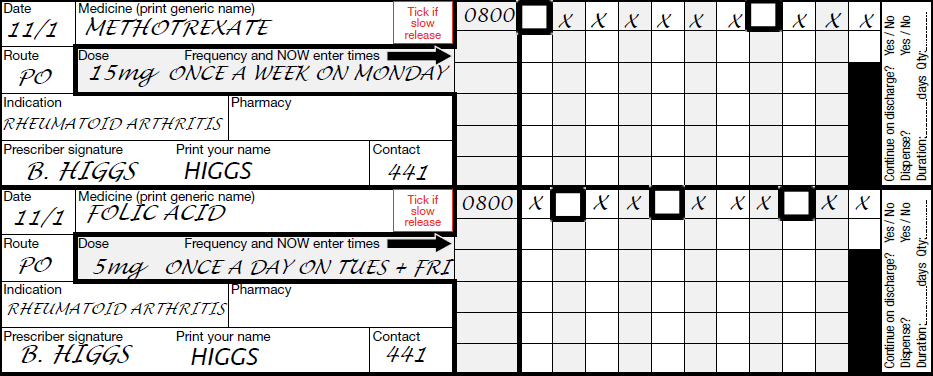 Date Medicine (print generic name) Tick if slow release
11/1 METHOTREXATE 0800 X X X X X X X X X
Route Dose Frequency and NOW enter times
PO 15mg ONCE A WEEK ON MONDAY
Indication Pharmacy
RHEUMATOID ARTHRITIS
Prescriber signature Print your name Contact
B. HIGGS HIGGS 441
Continue on discharge? Yes / No
Dispense? Yes / No
Duration:..............days Qty:..............
Date Medicine (print generic name) Tick if slow release
11/1 FOLIC ACID 0800 X X X X X X X X
Route Dose Frequency and NOW enter times
PO 5mg ONCE A DAY ON TUES + FRI
Indication Pharmacy
RHEUMATOID ARTHRITIS
Prescriber signature Print your name Contact
B. HIGGS HIGGS 441
Continue on discharge? Yes / No
Dispense? Yes / No
Duration:..............days Qty:..............